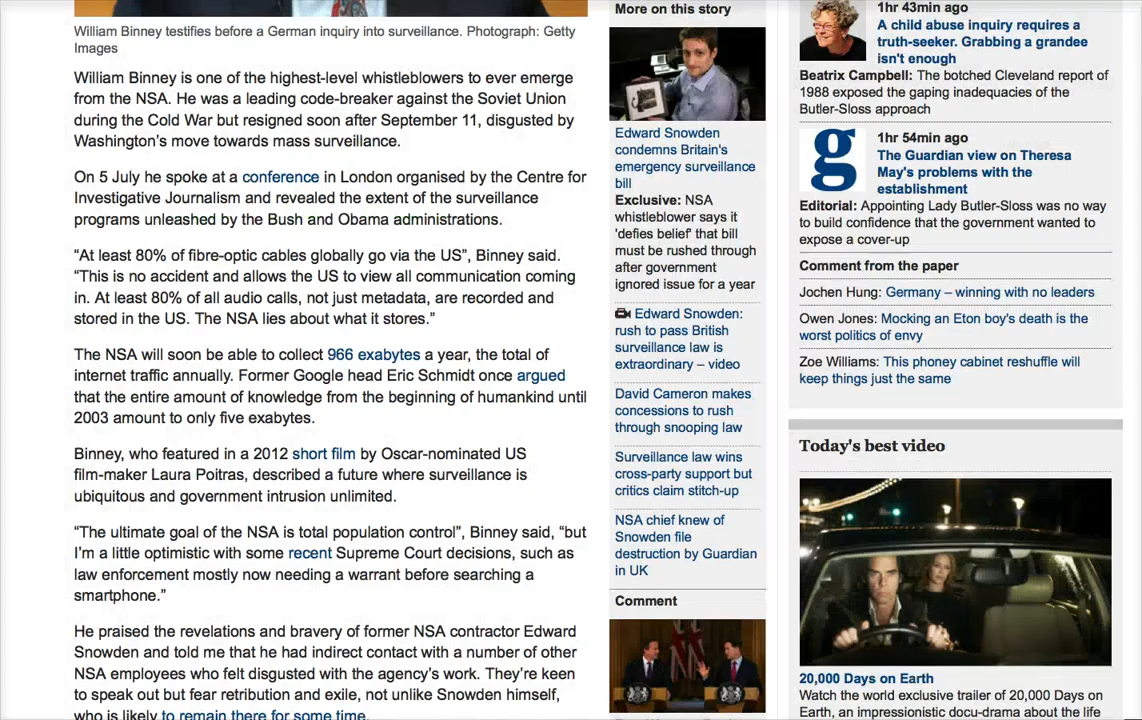 William Binney testifies before a German inquiry into surveillance. Photograph: Getty
Images
William Binney is one of the highest-level whistleblowers to ever emerge
from the NSA. He was a leading code-breaker against the Soviet Union
during the Cold War but resigned soon after September 11, disgusted by
Washington’s move towards mass surveillance.
On 5 July he spoke at a conference in London organised by the Centre for
Investigative Journalism and revealed the extent of the surveillance
programs unleashed by the Bush and Obama administrations.
“At least 80% of fibre-optic cables globally go via the US”, Binney said.
“This is no accident and allows the US to view all communication coming
in. At least 80% of all audio calls, not just metadata, are recorded and
stored in the US. The NSA lies about what it stores.”
The NSA will soon be able to collect 966 exabytes a year, the total of
internet traffic annually. Former Google head Eric Schmidt once argued
that the entire amount of knowledge from the beginning of humankind until
2003 amount to only five exabytes.
Binney, who featured in a 2012 short film by Oscar-nominated US
film-maker Laura Poitras, described a future where surveillance is
ubiquitous and government intrusion unlimited.
“The ultimate goal of the NSA is total population control”, Binney said, “but
I’m a little optimistic with some recent Supreme Court decisions, such as
law enforcement mostly now needing a warrant before searching a
smartphone.”
He praised the revelations and bravery of former NSA contractor Edward
Snowden and told me that he had indirect contact with a number of other
NSA employees who felt disgusted with the agency’s work. They’re keen
to speak out but fear retribution and exile, not unlike Snowden himself,
who is likely to remain there for some time.
More on this story
Edward Snowden
condemns Britain's
emergency surveillance
bill
Exclusive: NSA
whistleblower says it
'defies belief' that bill
must be rushed through
after government
ignored issue for a year
Edward Snowden:
rush to pass British
surveillance law is
extraordinary – video
David Cameron makes
concessions to rush
through snooping law
Surveillance law wins
cross-party support but
critics claim stitch-up
NSA chief knew of
Snowden file
destruction by Guardian
in UK
Comment
1hr 43min ago
A child abuse inquiry requires a
truth-seeker. Grabbing a grandee
isn't enough
Beatrix Campbell: The botched Cleveland report of
1988 exposed the gaping inadequacies of the
Butler-Sloss approach
g
1hr 54min ago
The Guardian view on Theresa
May's problems with the
establishment
Editorial: Appointing Lady Butler-Sloss was no way
to build confidence that the government wanted to
expose a cover-up
Comment from the paper
Jochen Hung: Germany – winning with no leaders
Owen Jones: Mocking an Eton boy's death is the
worst politics of envy
Zoe Williams: This phoney cabinet reshuffle will
keep things just the same
Today's best video
20,000 Days on Earth
Watch the world exclusive trailer of 20,000 Days on
Earth, an impressionistic docu-drama about the life